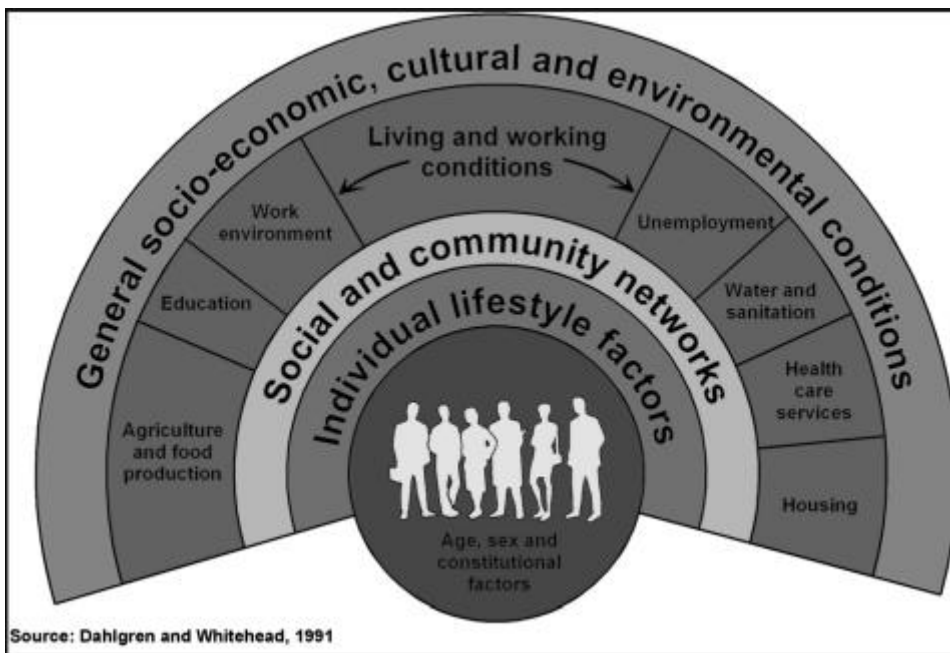 General socio-economic, cultural and environmental conditions
Living and working
conditions
Work
environment
Unemployment
Education
Water and
sanitation
Agriculture
and food
production
Health
care
services
Housing
Social and community networks
Individual lifestyle factors
Age, sex and
constitutional
factors
Source: Dahlgren and Whitehead, 1991